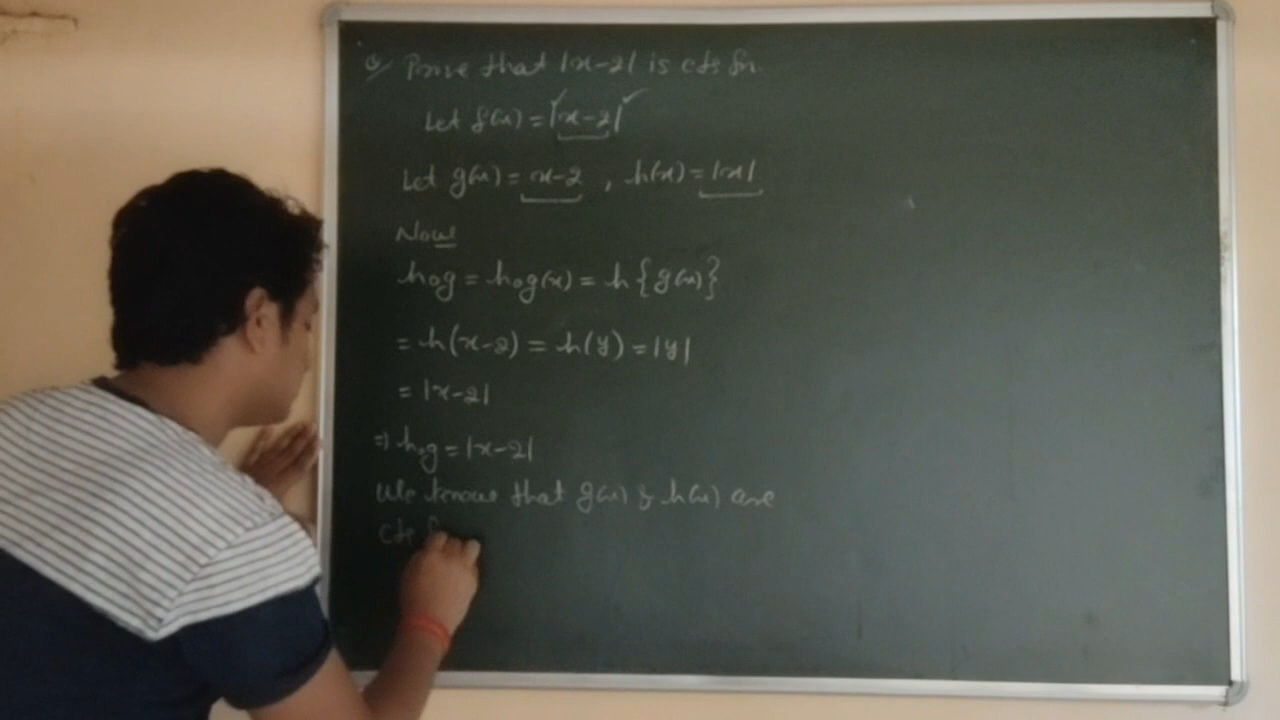 Q/ Prove that |x-2| is cts fn.
Let f(x) = |x-2|
Let g(x) = x-2 , h(x) = |x|
Now
hog = hog(x) = h{g(x)}
= h(x-2) = h(y) = |y|
= |x-2|
⇒ hog = |x-2|
We know that g(x) & h(x) are
cts